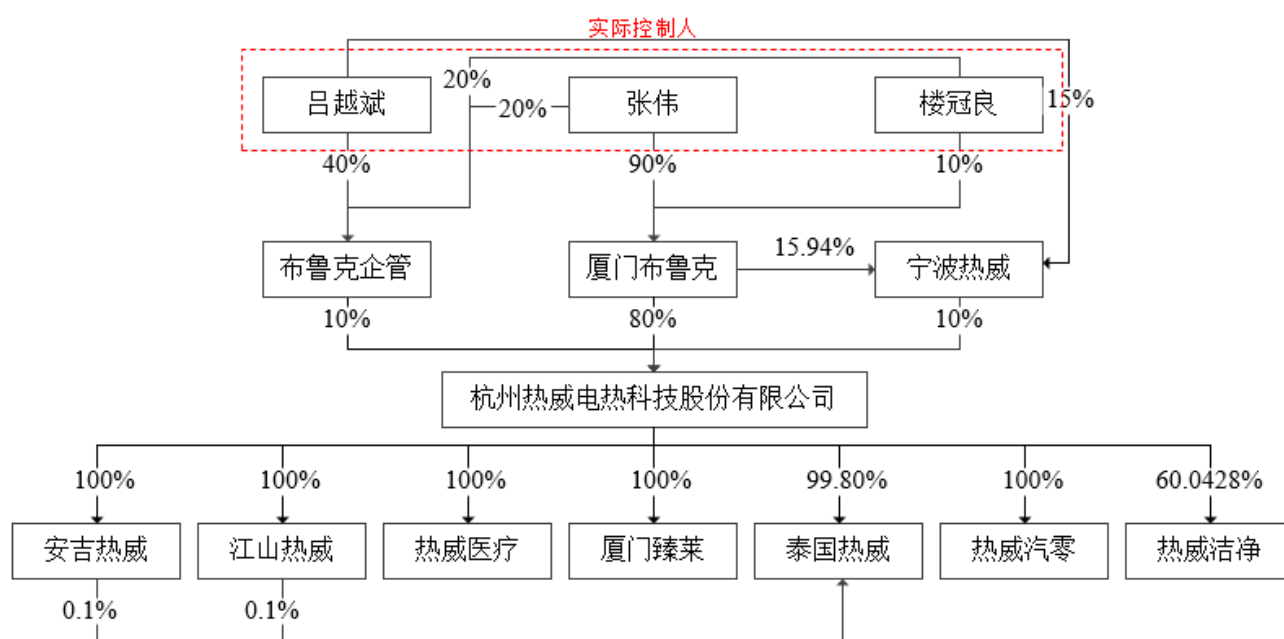 实际控制人
吕越斌
20%
20%
张伟
楼冠良
15%
40%
90%
10%
布鲁克企管
厦门布鲁克
15.94%
宁波热威
10%
80%
10%
杭州热威电热科技股份有限公司
100%
100%
100%
100%
99.80%
100%
60.0428%
安吉热威
江山热威
热威医疗
厦门臻莱
泰国热威
热威汽零
热威洁净
0.1%
0.1%